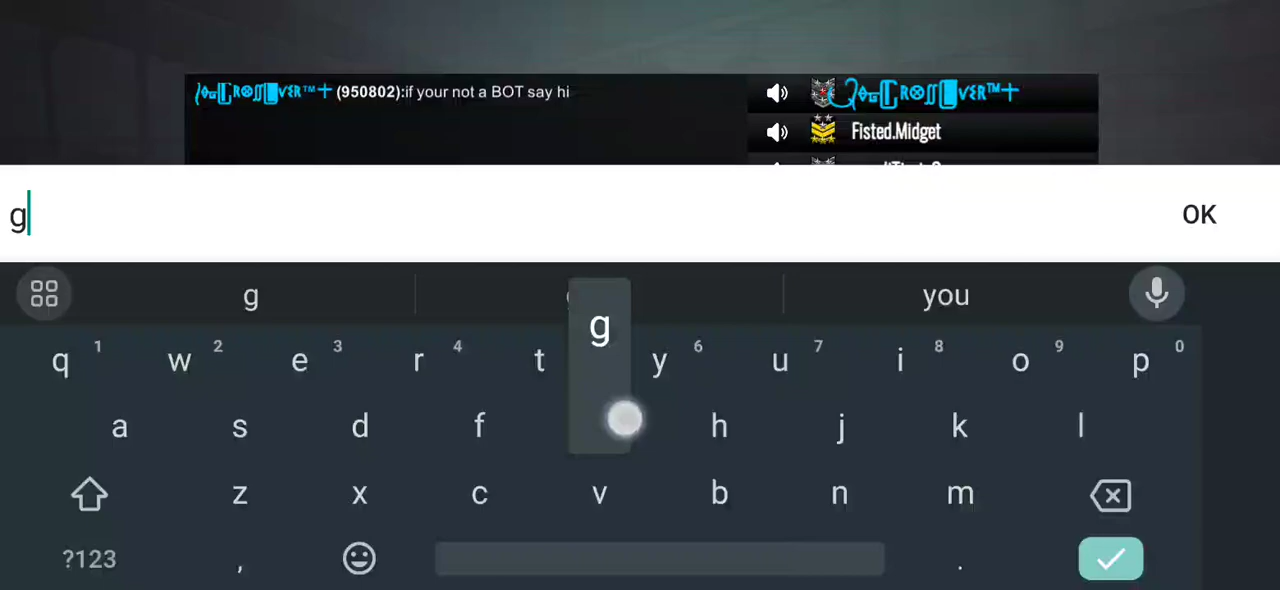 (950802):if your not a BOT say hi
Fisted.Midget
g
OK
g
you
g
q 1 w 2 e 3 r 4 t y 6 u 7 i 8 o 9 p 0
a s d f h j k l
z x c v b n m
?123 , .